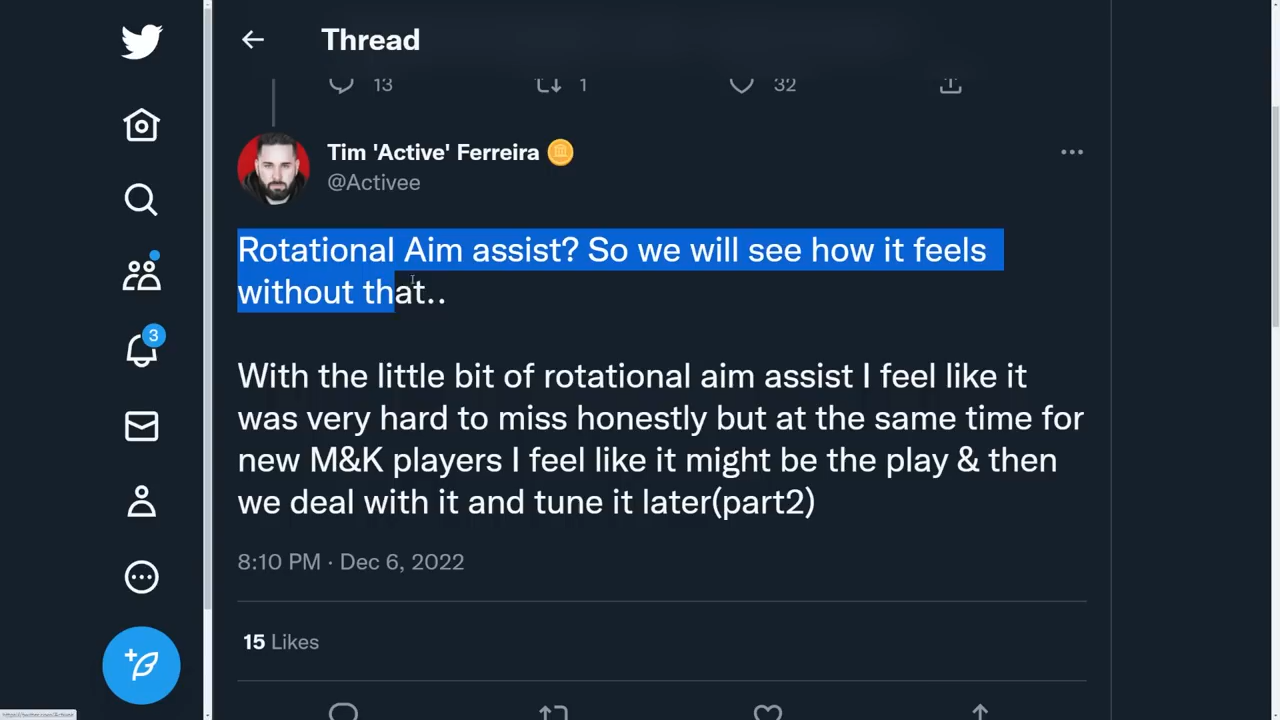 Thread
13
1
32
Tim 'Active' Ferreira
@Activee
Rotational Aim assist? So we will see how it feels
without that..
With the little bit of rotational aim assist I feel like it
was very hard to miss honestly but at the same time for
new M&K players I feel like it might be the play & then
we deal with it and tune it later(part2)
8:10 PM · Dec 6, 2022
15 Likes
3